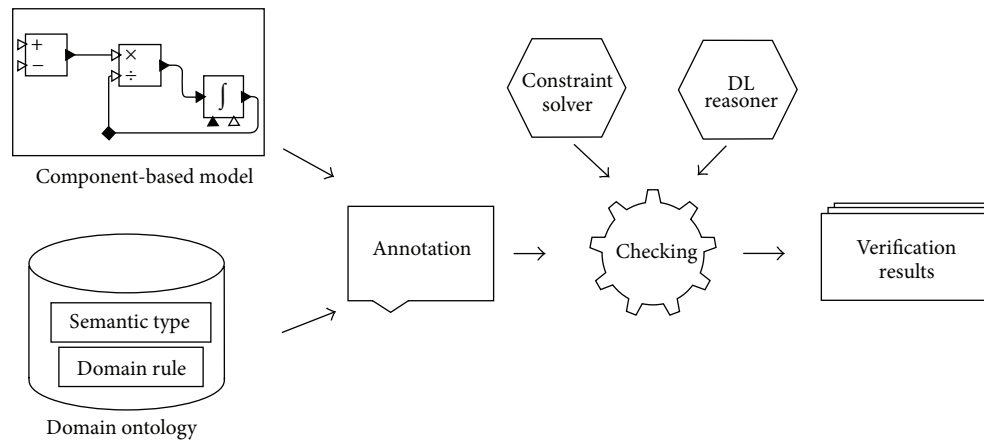 +
−
×
÷
∫
Component-based model
Semantic type
Domain rule
Domain ontology
Annotation
Constraint
solver
DL
reasoner
Checking
Verification
results